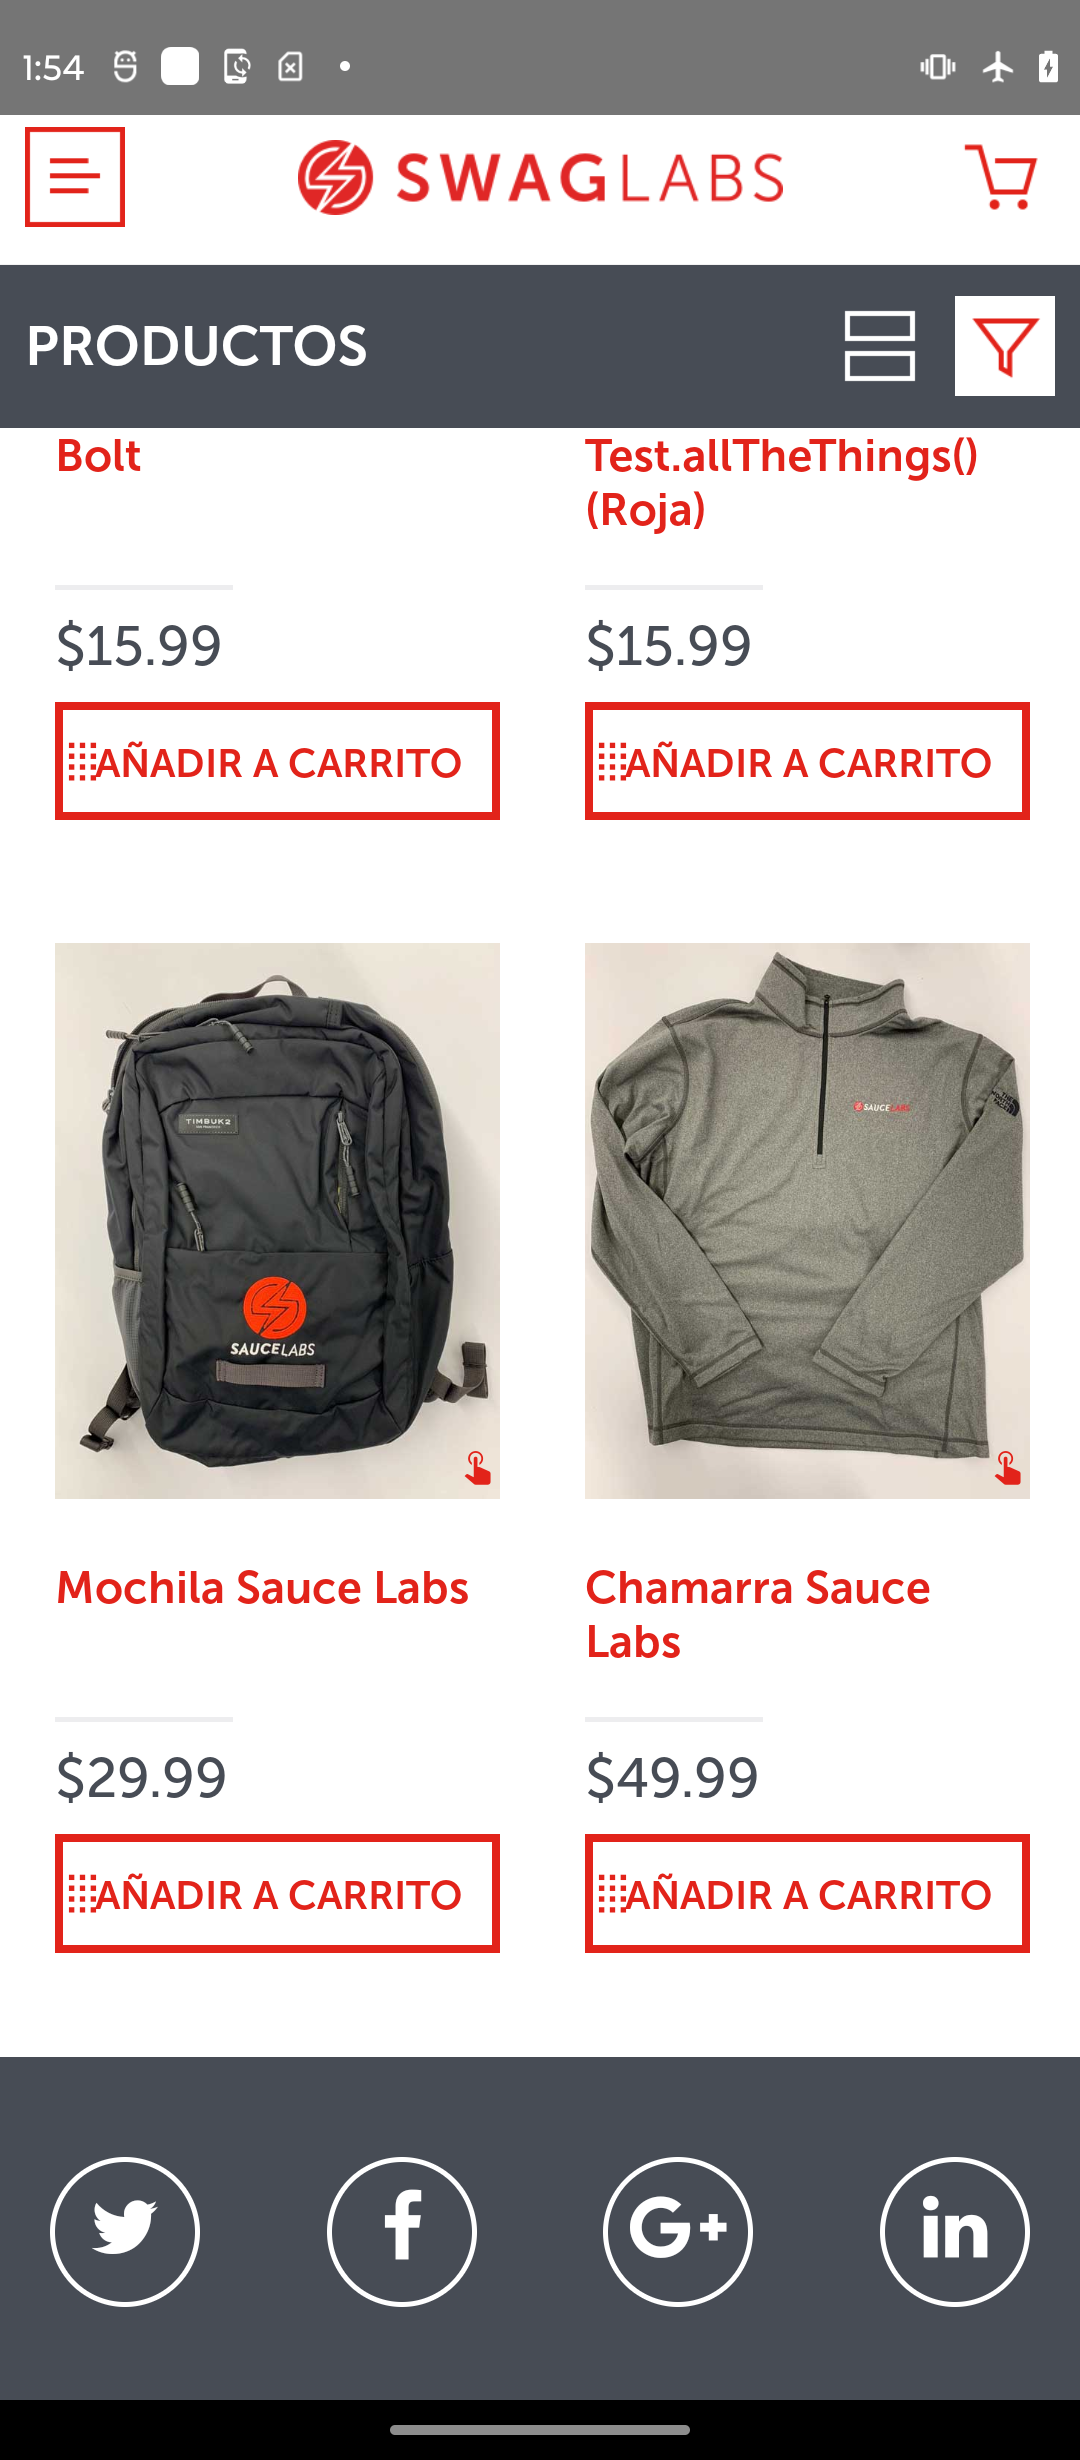 1:54
SWAGLABS
PRODUCTOS
Bolt
Test.allTheThings()
(Roja)
$15.99
$15.99
AÑADIR A CARRITO
AÑADIR A CARRITO
TIMBUK2
SAUCELABS
SAUCE LABS
Mochila Sauce Labs
Chamarra Sauce
Labs
$29.99
$49.99
AÑADIR A CARRITO
AÑADIR A CARRITO
f
G+
in